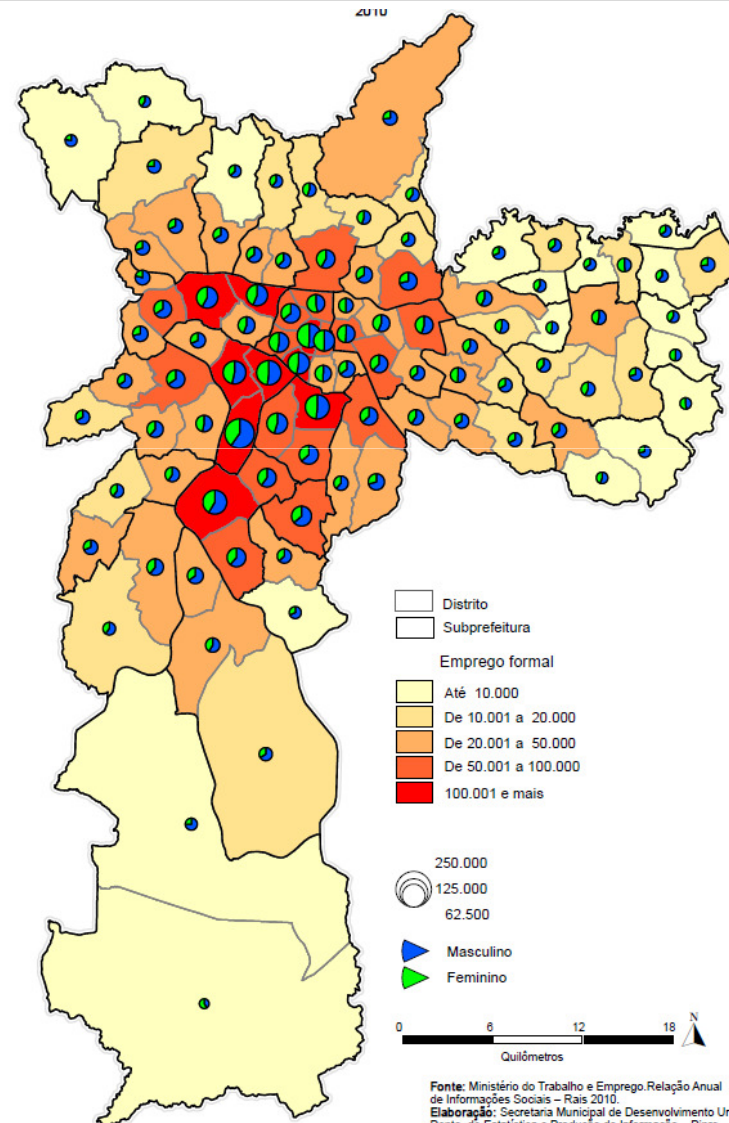 2010
Distrito
Subprefeitura
Emprego formal
Até 10.000
De 10.001 a 20.000
De 20.001 a 50.000
De 50.001 a 100.000
100.001 e mais
250.000
125.000
62.500
Masculino
Feminino
0 6 12 18
N
Quilômetros
Fonte: Ministério do Trabalho e Emprego.Relação Anual
de Informações Sociais – Rais 2010.
Elaboração: Secretaria Municipal de Desenvolvimento Ur